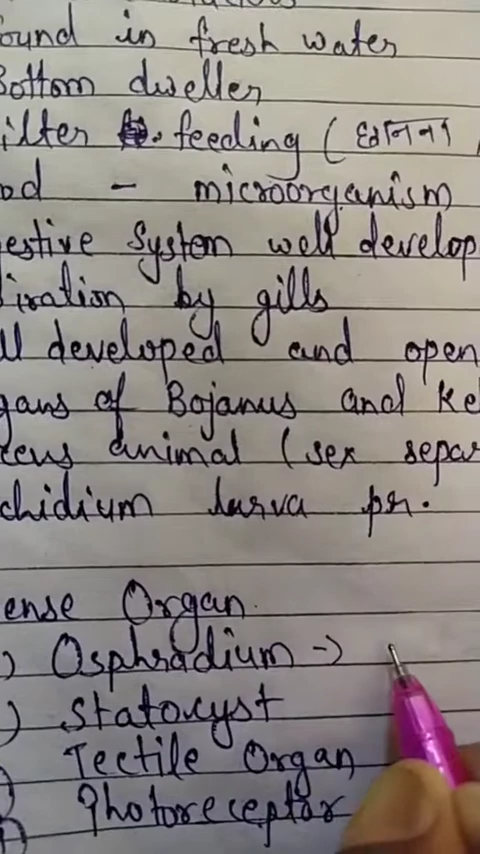 ound in fresh water
Bottom dweller
ilter feeding (छानना
od - microorganism
estive System well develop
iration by gills
ll developed and open
gans of Bojanus and Ke
eus animal (sex separ
chidium larva pr.
ense Organ.
) Osphradium →
) Statocyst
) Tectile Organ
) Photoreceptor